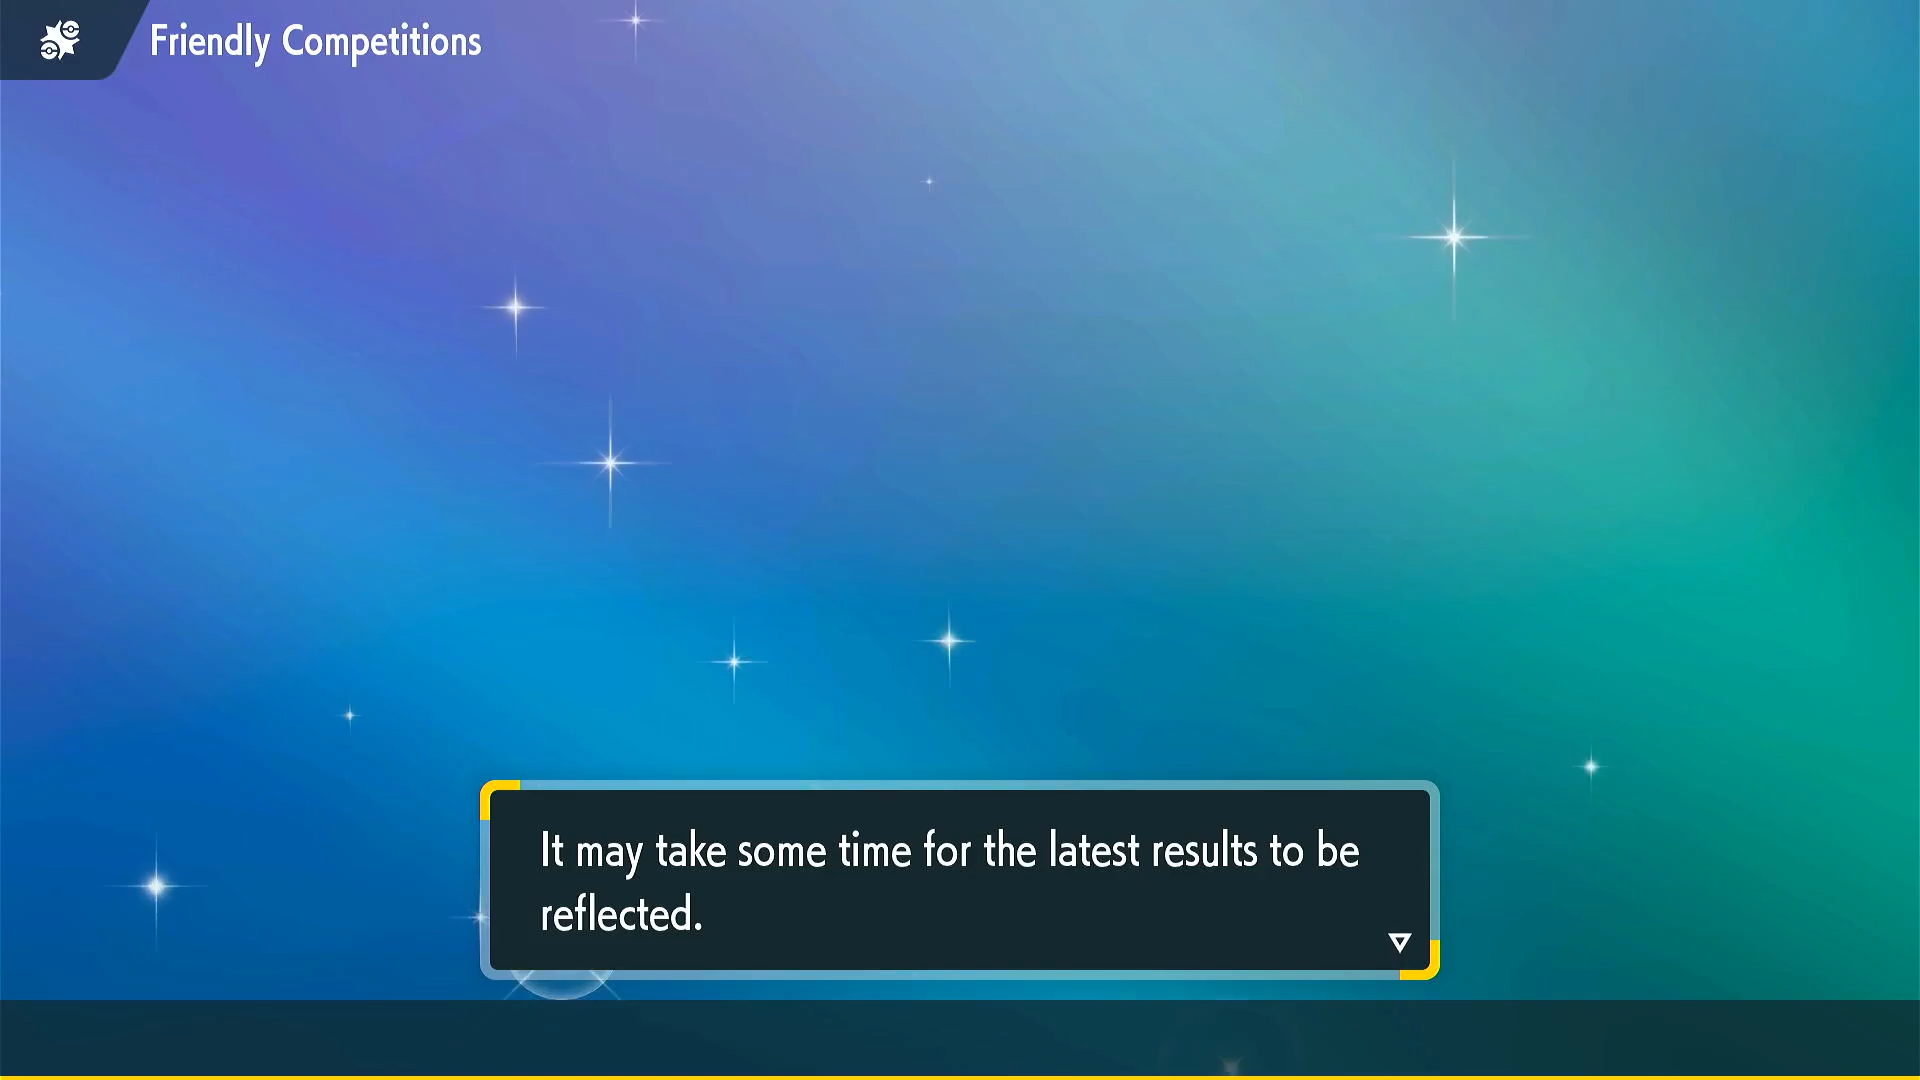 Friendly Competitions
It may take some time for the latest results to be
reflected.